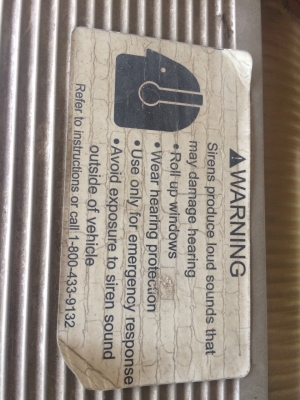 ⚠WARNING
Sirens produce loud sounds that
may damage hearing
•Roll up windows
•Wear hearing protection
•Use only for emergency response
•Avoid exposure to siren sound
outside of vehicle
Refer to instructions or call 1-800-433-9132